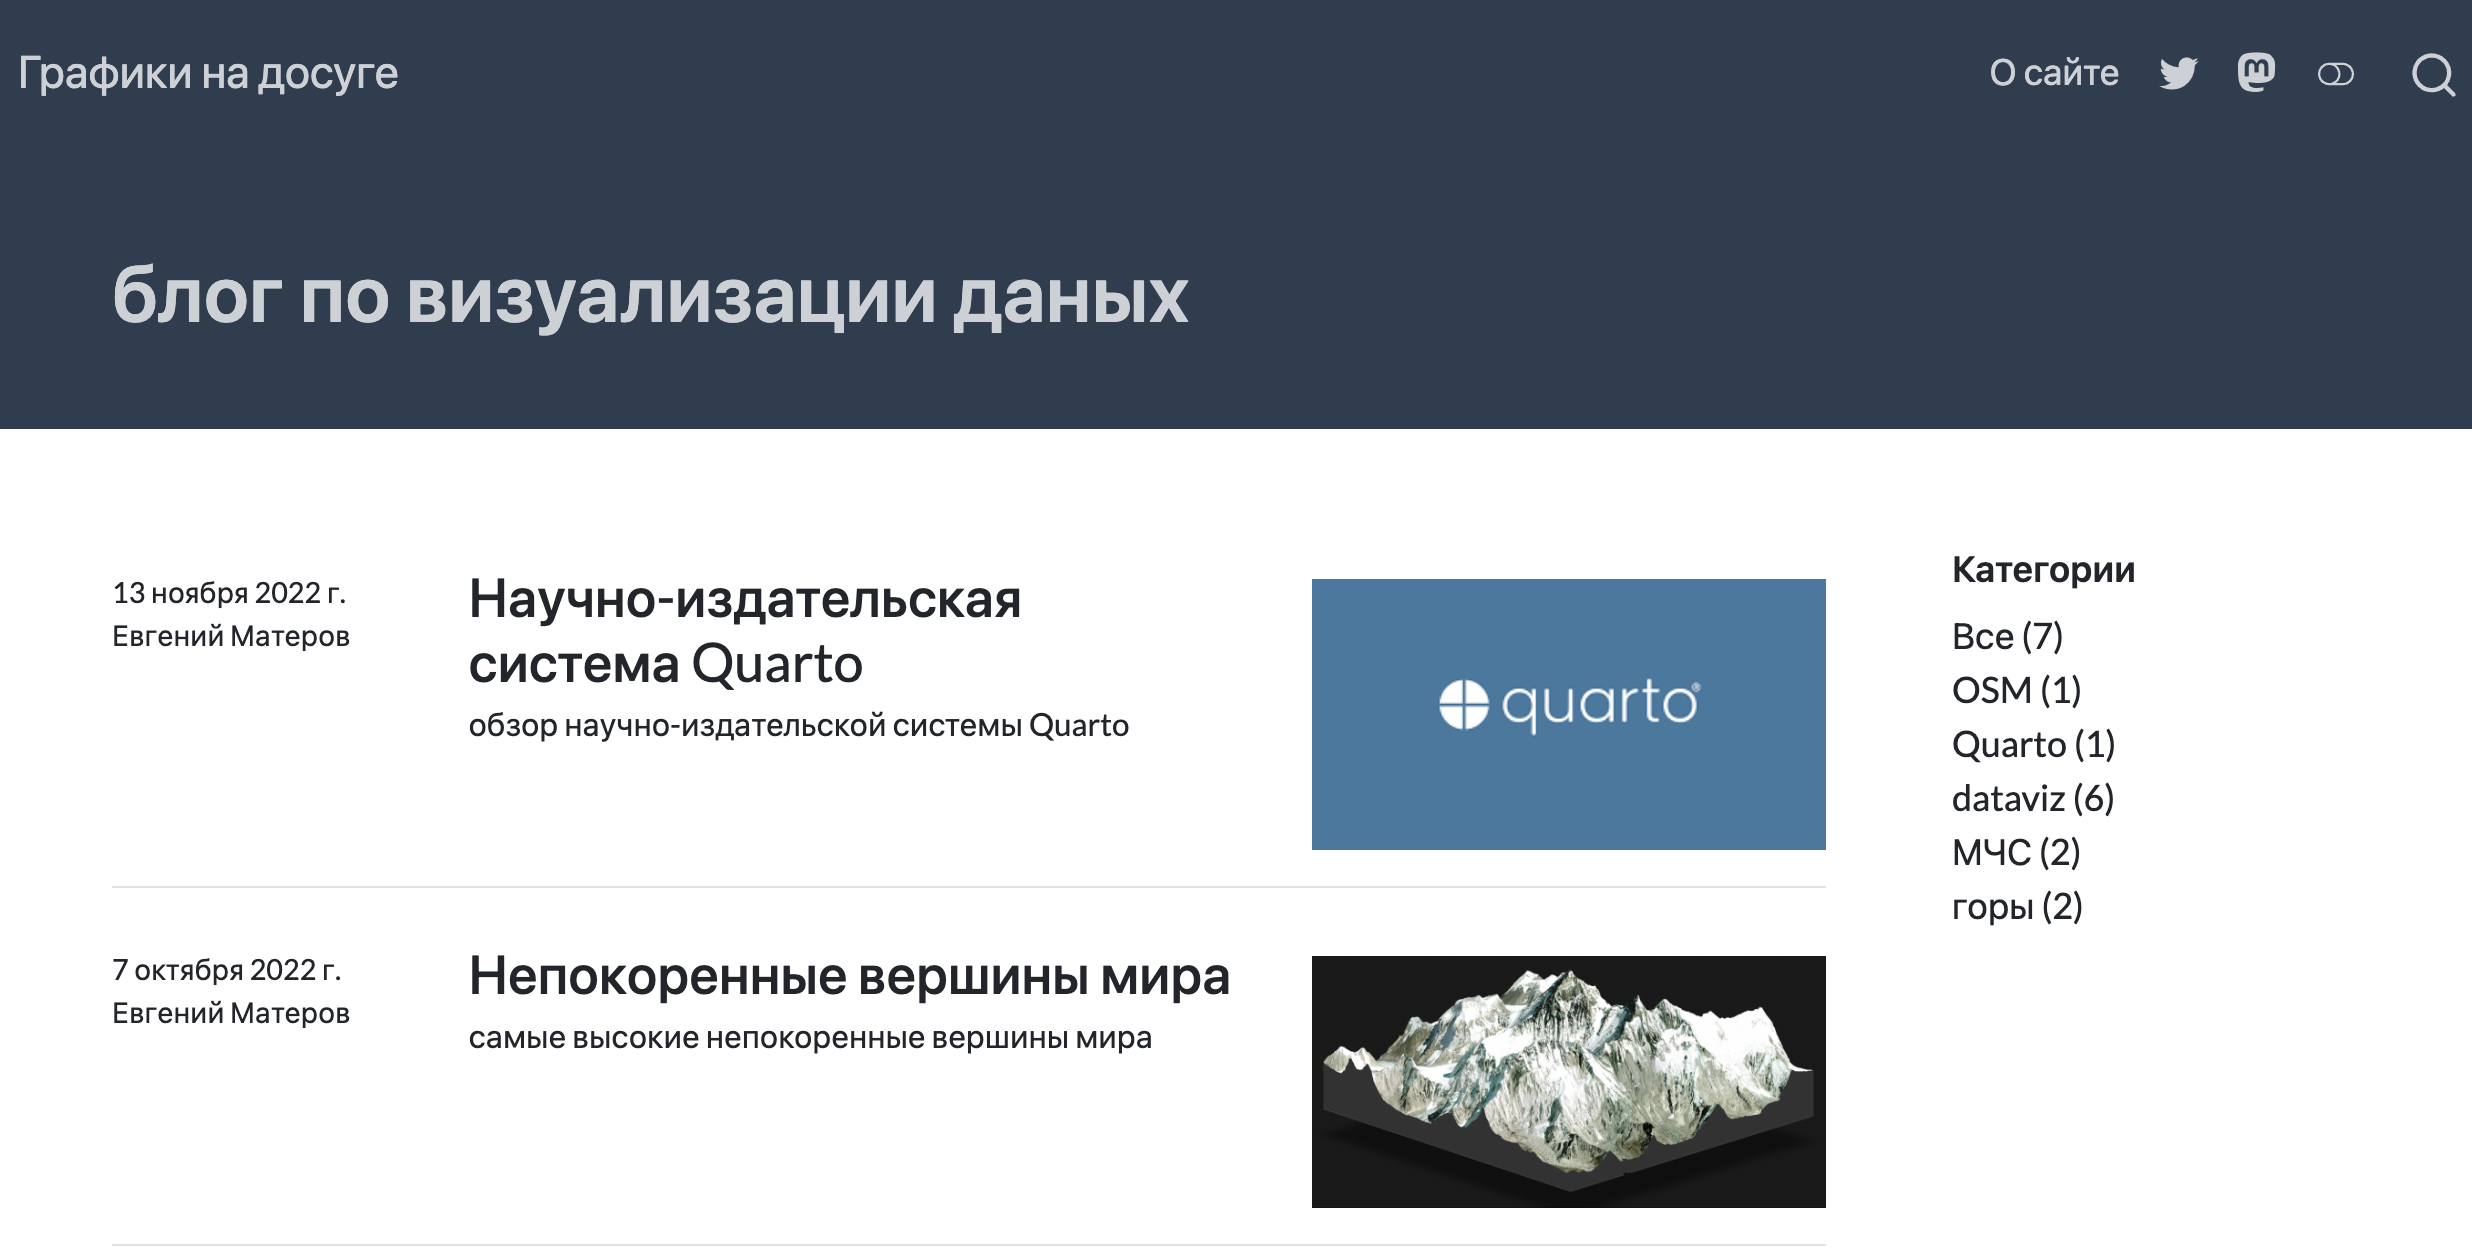 Графики на досуге
О сайте
блог по визуализации даных
13 ноября 2022 г.
Евгений Матеров
Научно-издательская
система Quarto
обзор научно-издательской системы Quarto
quarto®
7 октября 2022 г.
Евгений Матеров
Непокоренные вершины мира
самые высокие непокоренные вершины мира
Категории
Все (7)
OSM (1)
Quarto (1)
dataviz (6)
МЧС (2)
горы (2)